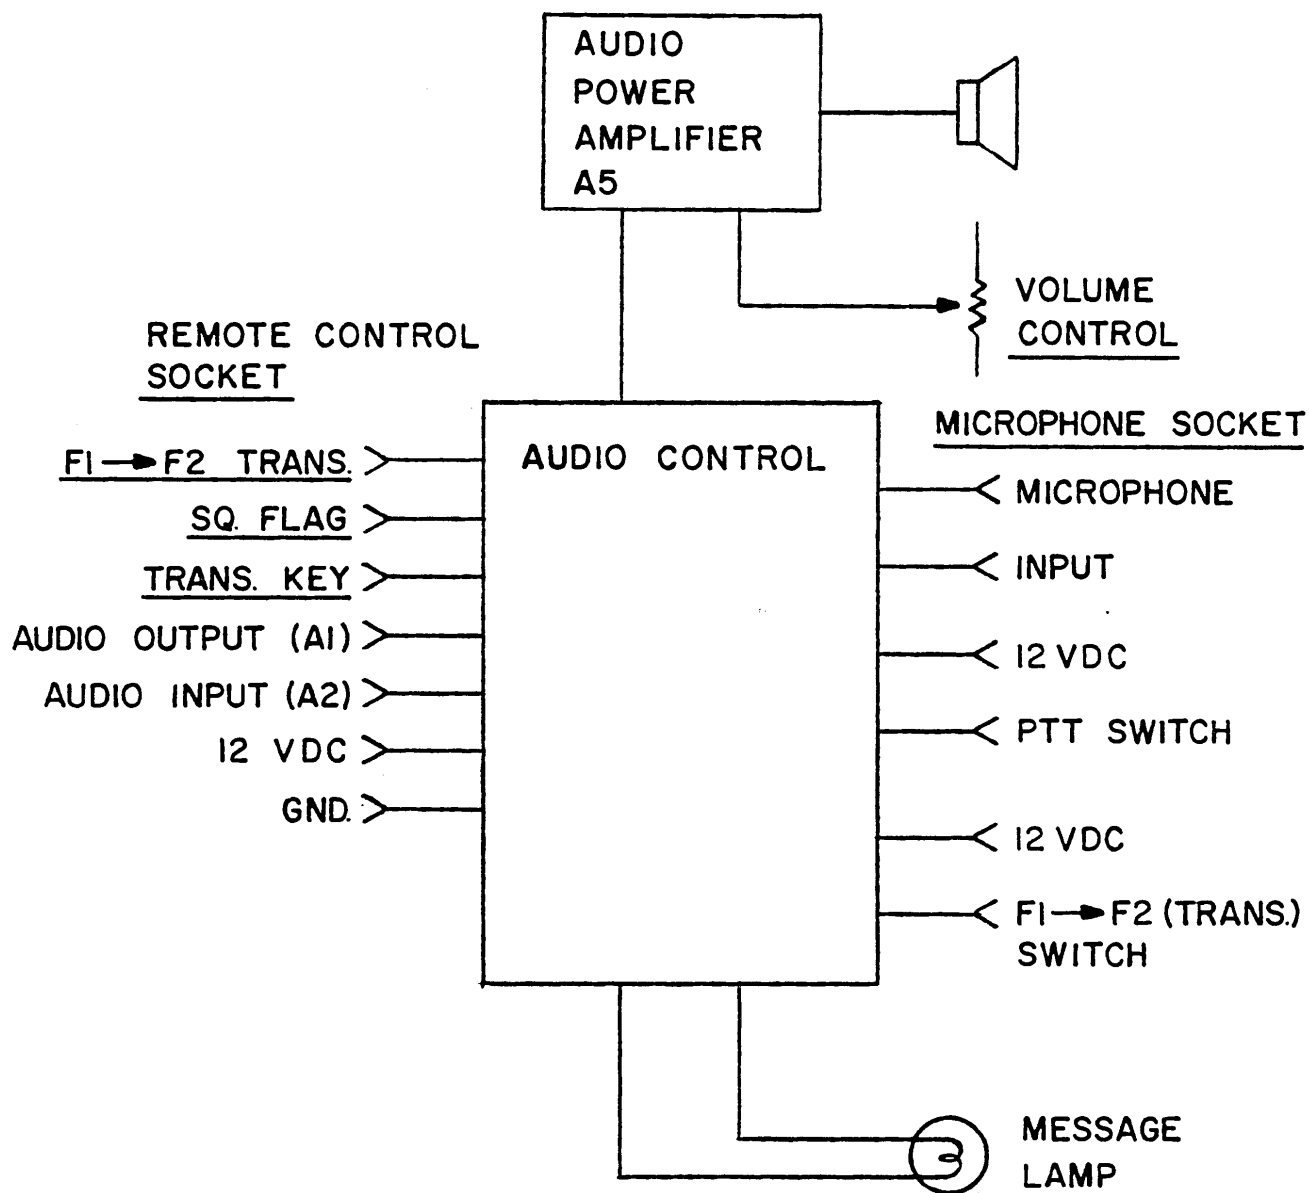 AUDIO
POWER
AMPLIFIER
A5
VOLUME
CONTROL
REMOTE CONTROL
SOCKET
F1 → F2 TRANS.
SQ. FLAG
TRANS. KEY
AUDIO OUTPUT (A1)
AUDIO INPUT (A2)
12 VDC
GND.
AUDIO CONTROL
MICROPHONE SOCKET
MICROPHONE
INPUT
12 VDC
PTT SWITCH
12 VDC
F1 → F2 (TRANS.)
SWITCH
MESSAGE
LAMP